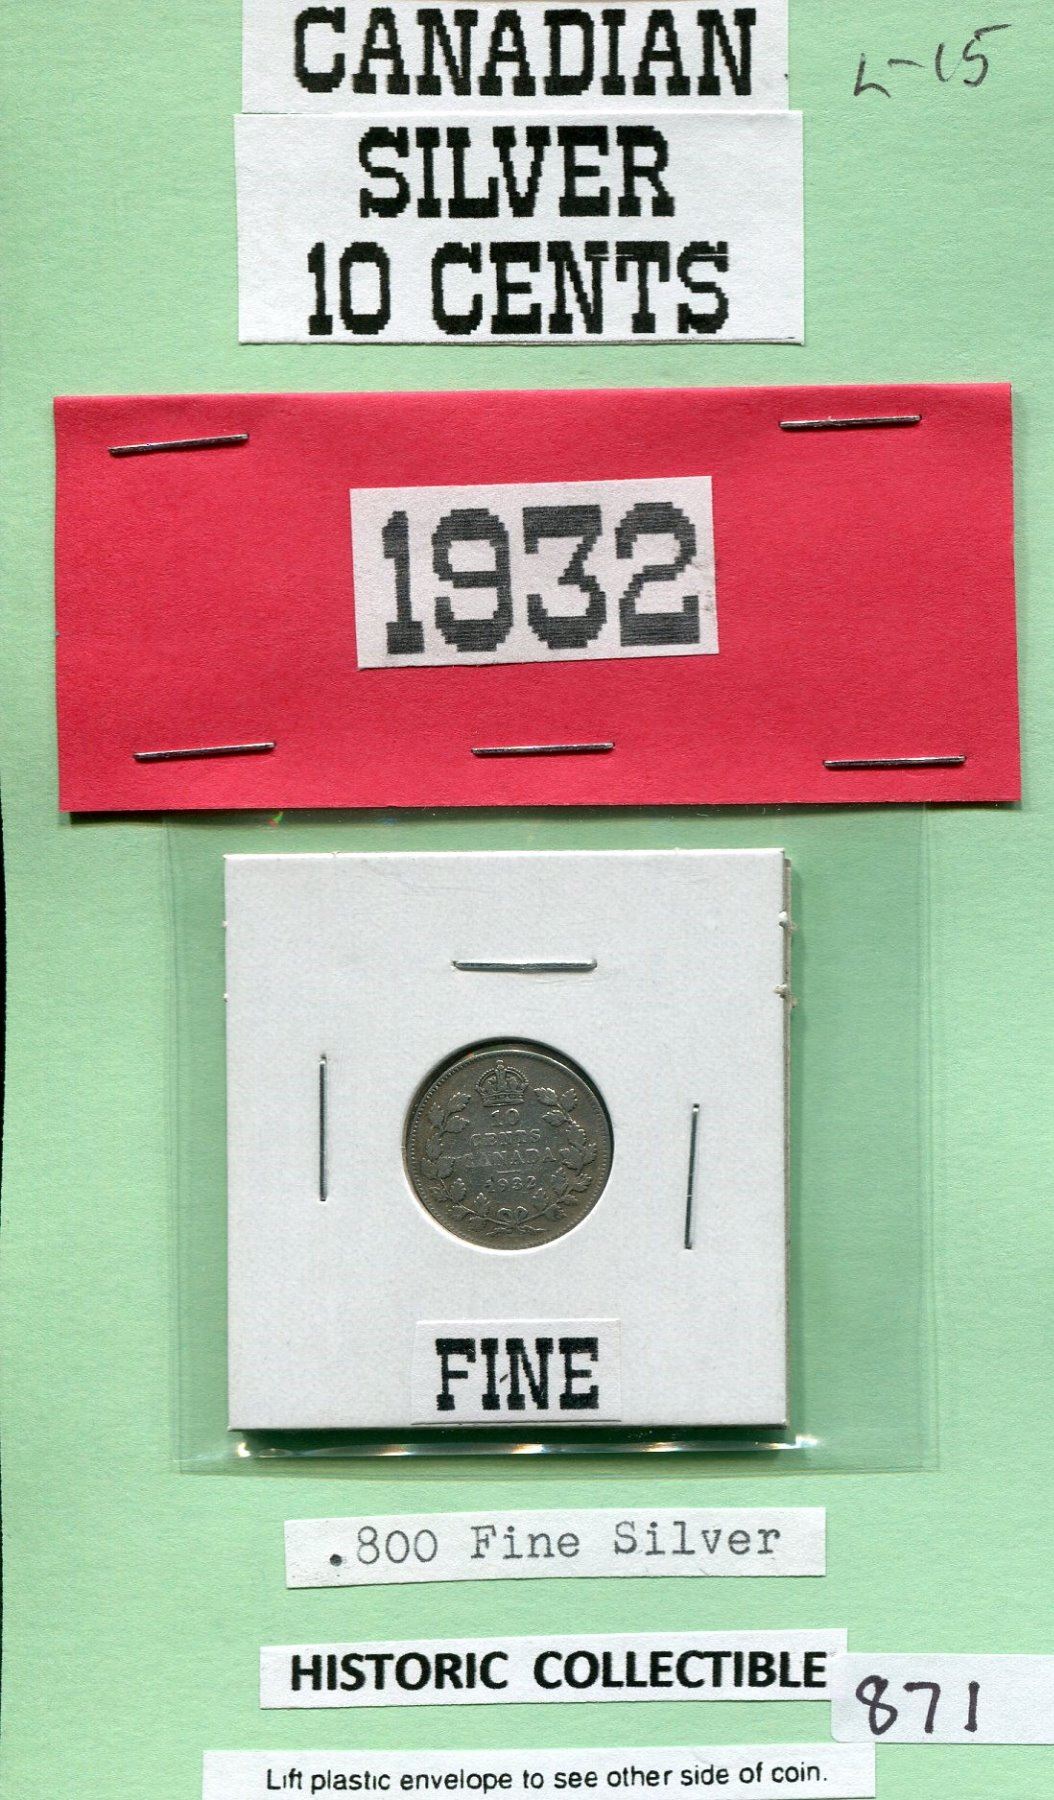 CANADIAN
L-15
SILVER
10 CENTS
1932
10
CENTS
CANADA
1932
FINE
.800 Fine Silver
HISTORIC COLLECTIBLE
871
Lift plastic envelope to see other side of coin.